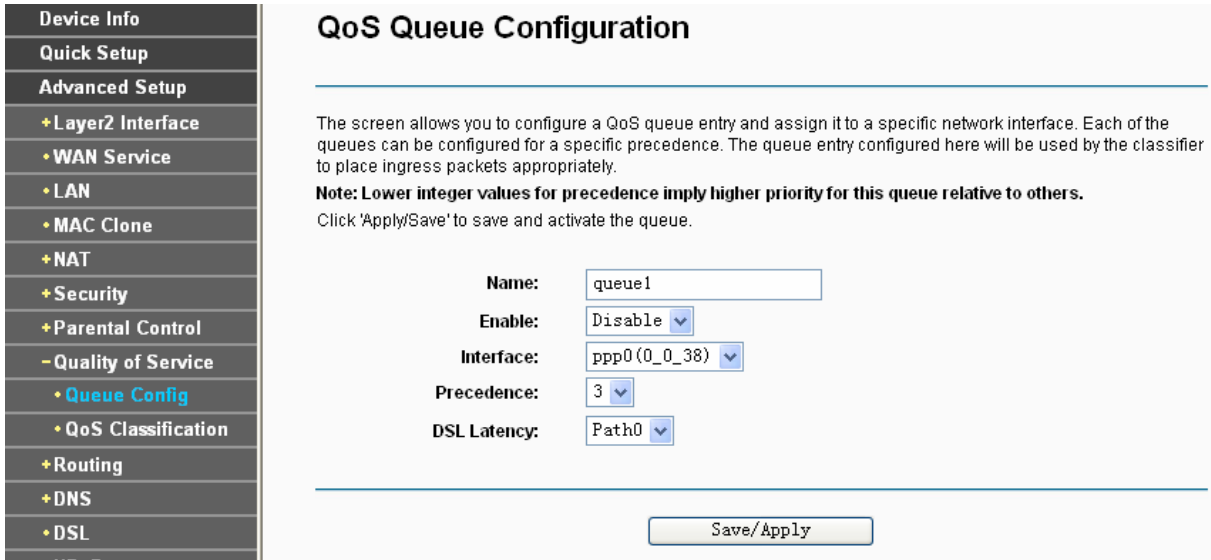 Device Info
Quick Setup
Advanced Setup
+Layer2 Interface
•WAN Service
•LAN
•MAC Clone
+NAT
+Security
+Parental Control
-Quality of Service
•Queue Config
•QoS Classification
+Routing
+DNS
•DSL
QoS Queue Configuration
The screen allows you to configure a QoS queue entry and assign it to a specific network interface. Each of the
queues can be configured for a specific precedence. The queue entry configured here will be used by the classifier
to place ingress packets appropriately.
Note: Lower integer values for precedence imply higher priority for this queue relative to others.
Click 'Apply/Save' to save and activate the queue.
Name: queue1
Enable: Disable
Interface: ppp0(0_0_38)
Precedence: 3
DSL Latency: Path0
Save/Apply